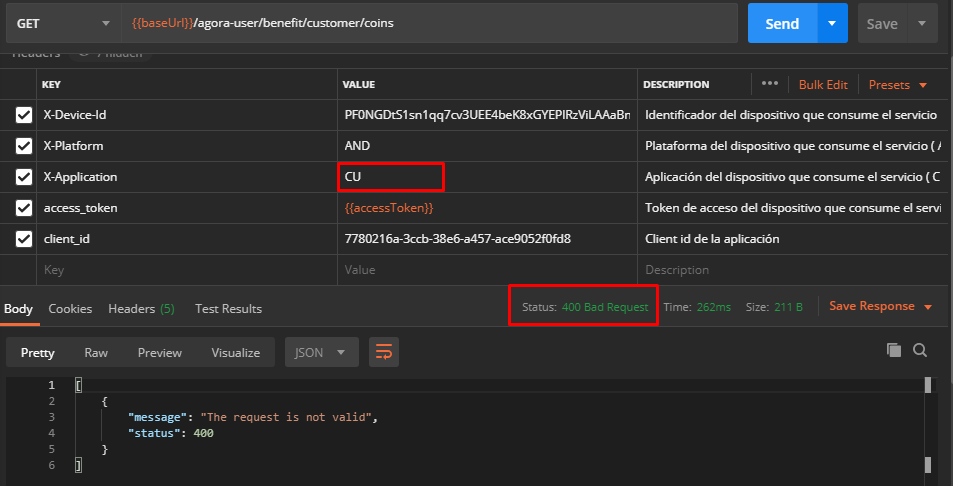 GET {{baseUrl}}/agora-user/benefit/customer/coins Send Save
Headers 7 hidden
KEY VALUE DESCRIPTION ••• Bulk Edit Presets
X-Device-Id PF0NGDtS1sn1qq7cv3UEE4beK8xGYEPlRzViLAAaBn Identificador del dispositivo que consume el servicio
X-Platform AND Plataforma del dispositivo que consume el servicio ( A
X-Application CU Aplicación del dispositivo que consume el servicio ( C
access_token {{accessToken}} Token de acceso del dispositivo que consume el servi
client_id 7780216a-3ccb-38e6-a457-ace9052f0fd8 Client id de la aplicación
Key Value Description
Body Cookies Headers (5) Test Results Status: 400 Bad Request Time: 262ms Size: 211 B Save Response
Pretty Raw Preview Visualize JSON
1 [
2 {
3 "message": "The request is not valid",
4 "status": 400
5 }
6 ]